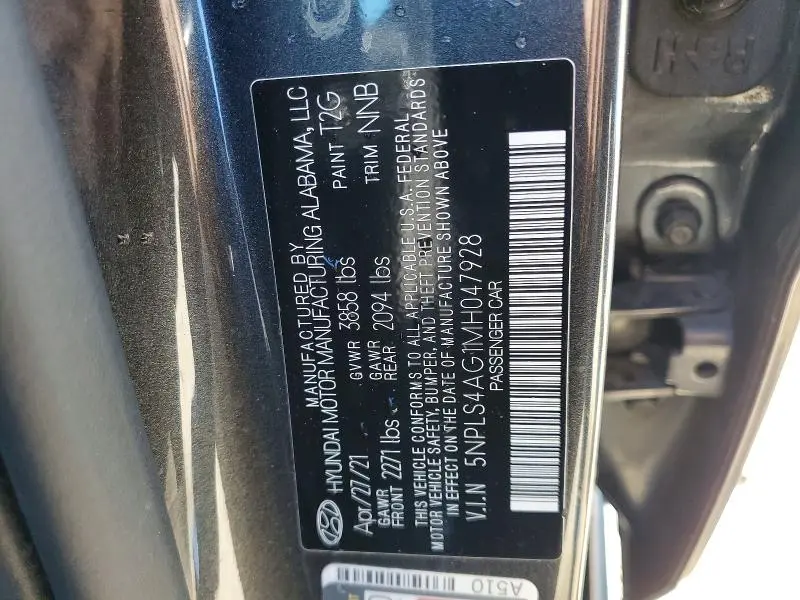 MANUFACTURED BY
HYUNDAI MOTOR MANUFACTURING ALABAMA, LLC
Apr/27/21 GVWR 3858 lbs PAINT T2G
GAWR FRONT 2271 lbs GAWR REAR 2094 lbs TRIM NNB
THIS VEHICLE CONFORMS TO ALL APPLICABLE U.S.A. FEDERAL
MOTOR VEHICLE SAFETY, BUMPER, AND THEFT PREVENTION STANDARDS
IN EFFECT ON THE DATE OF MANUFACTURE SHOWN ABOVE
V.I.N 5NPLS4AG1MH047928
PASSENGER CAR
A510